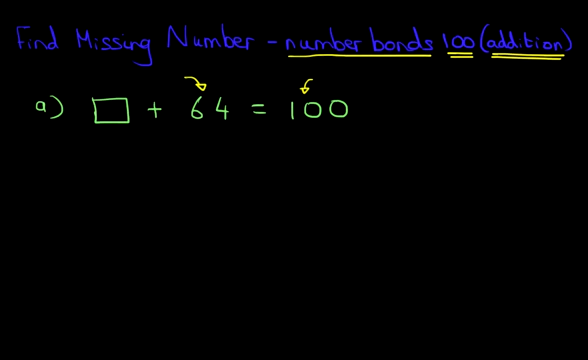 Find Missing Number - number bonds 100 (addition)
a) □ + 64 = 100